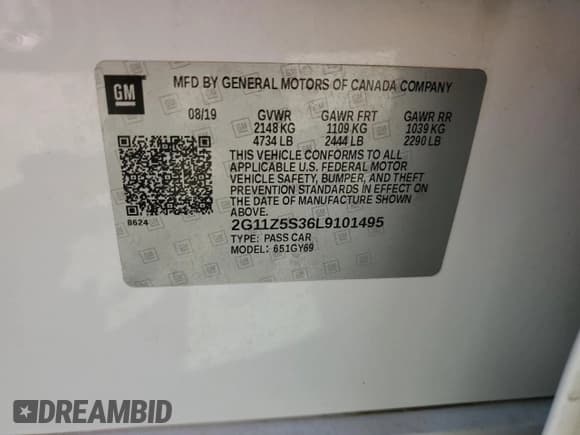 GM
MFD BY GENERAL MOTORS OF CANADA COMPANY
08/19 GVWR GAWR FRT GAWR RR
2148 KG 1109 KG 1039 KG
4734 LB 2444 LB 2290 LB
THIS VEHICLE CONFORMS TO ALL
APPLICABLE U.S. FEDERAL MOTOR
VEHICLE SAFETY, BUMPER, AND THEFT
PREVENTION STANDARDS IN EFFECT ON
THE DATE OF MANUFACTURE SHOWN
ABOVE.
8624
2G11Z5S36L9101495
TYPE: PASS CAR
MODEL: 651GY69
DREAMBID